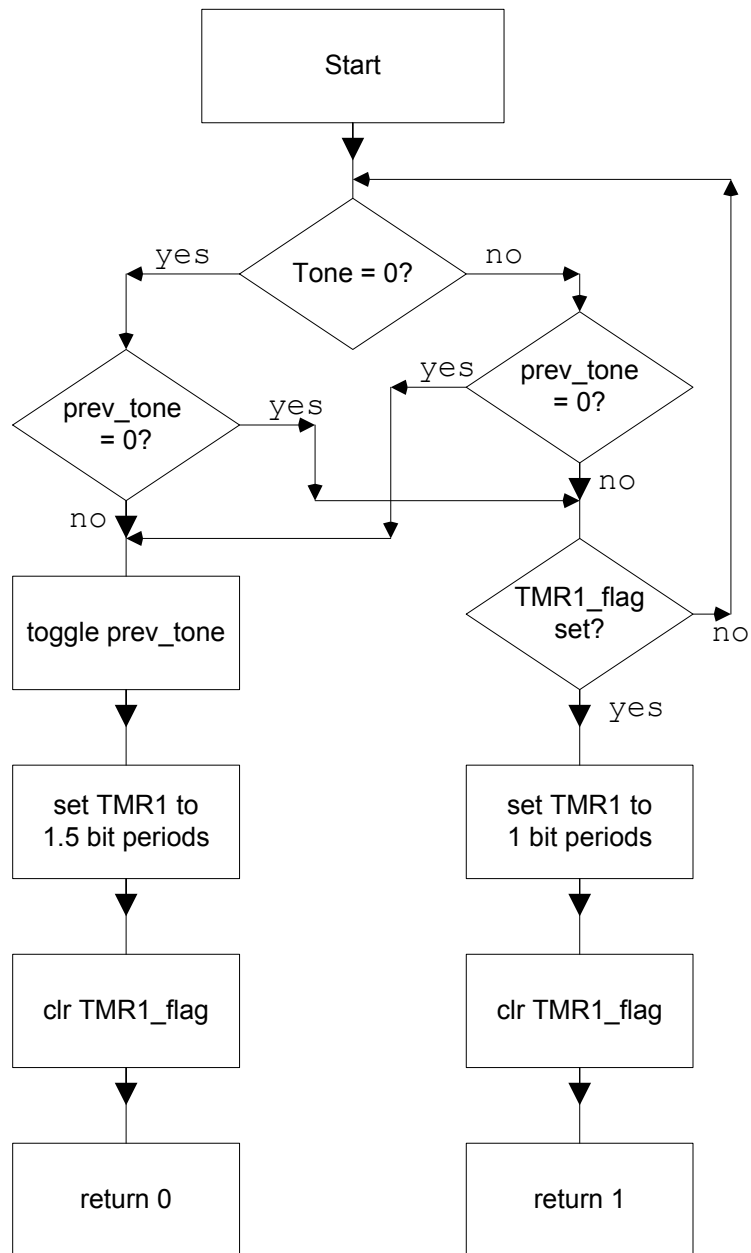 Start
yes
Tone = 0?
no
prev_tone
= 0?
yes
yes
prev_tone
= 0?
no
no
toggle prev_tone
TMR1_flag
set?
no
yes
set TMR1 to
1.5 bit periods
set TMR1 to
1 bit periods
clr TMR1_flag
clr TMR1_flag
return 0
return 1